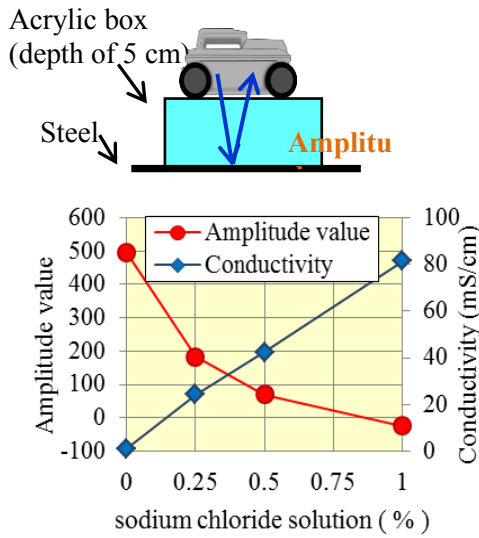 Acrylic box
(depth of 5 cm)
Steel
Amplitu
600
500
400
300
200
100
0
-100
Amplitude value
Amplitude value
Conductivity
100
80
60
40
20
0
Conductivity (mS/cm)
0 0.25 0.5 1
sodium chloride solution ( % )